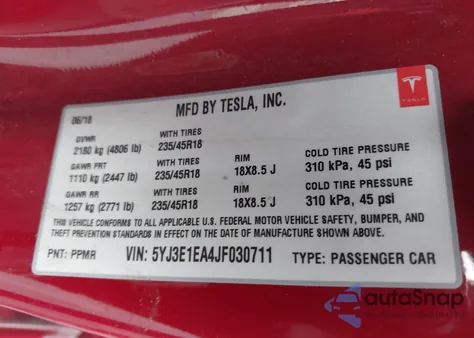 MFD BY TESLA, INC.
06/18
TESLA
GVWR WITH TIRES
2180 kg (4806 lb) 235/45R18
GAWR FRT WITH TIRES RIM COLD TIRE PRESSURE
1110 kg (2447 lb) 235/45R18 18X8.5 J 310 kPa, 45 psi
GAWR RR WITH TIRES RIM COLD TIRE PRESSURE
1257 kg (2771 lb) 235/45R18 18X8.5 J 310 kPa, 45 psi
THIS VEHICLE CONFORMS TO ALL APPLICABLE U.S. FEDERAL MOTOR VEHICLE SAFETY, BUMPER, AND
THEFT PREVENTION STANDARDS IN EFFECT ON THE DATE OF MANUFACTURE SHOWN ABOVE.
PNT: PPMR VIN: 5YJ3E1EA4JF030711 TYPE: PASSENGER CAR
autoSnap